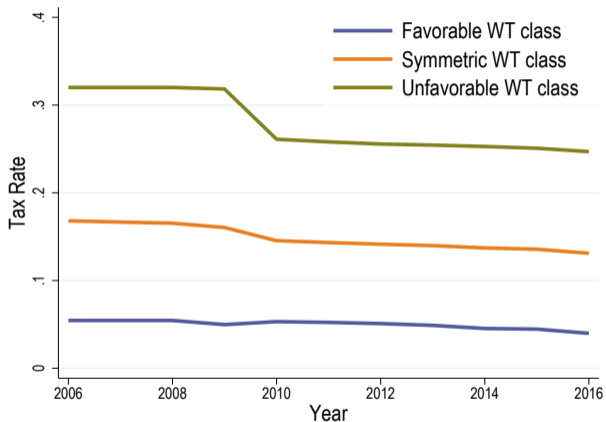 Favorable WT class
Symmetric WT class
Unfavorable WT class
Tax Rate
.4
.3
.2
.1
0
2006 2008 2010 2012 2014 2016
Year